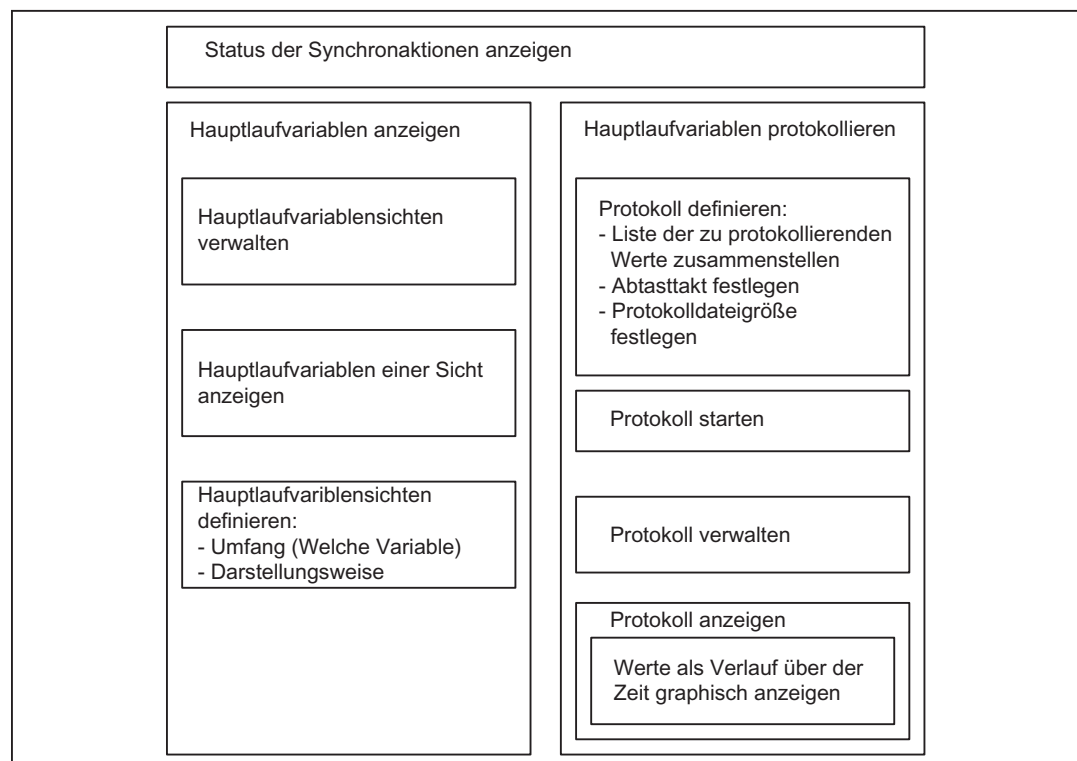 Status der Synchronaktionen anzeigen
Hauptlaufvariablen anzeigen
Hauptlaufvariablensichten
verwalten
Hauptlaufvariablen einer Sicht
anzeigen
Hauptlaufvariblensichten
definieren:
- Umfang (Welche Variable)
- Darstellungsweise
Hauptlaufvariablen protokollieren
Protokoll definieren:
- Liste der zu protokollierenden
Werte zusammenstellen
- Abtasttakt festlegen
- Protokolldateigröße
festlegen
Protokoll starten
Protokoll verwalten
Protokoll anzeigen
Werte als Verlauf über der
Zeit graphisch anzeigen